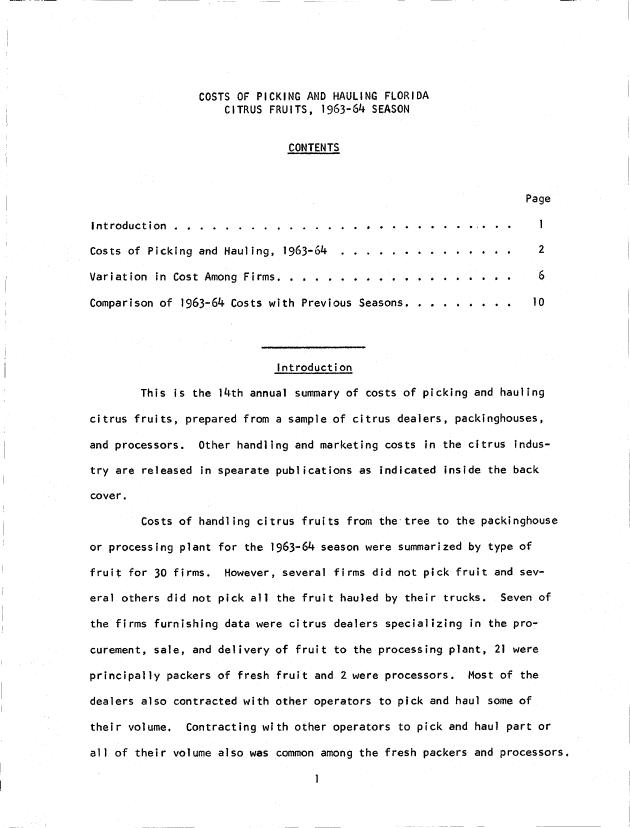 COSTS OF PICKING AND HAULING FLORIDA
CITRUS FRUITS, 1963-64 SEASON
CONTENTS
Page
Introduction . . . . . . . . . . . . . . . . . . . . . . . . . . . 1
Costs of Picking and Hauling, 1963-64 . . . . . . . . . . . . . . 2
Variation in Cost Among Firms. . . . . . . . . . . . . . . . . . . 6
Comparison of 1963-64 Costs with Previous Seasons. . . . . . . . . 10
Introduction
This is the 14th annual summary of costs of picking and hauling
citrus fruits, prepared from a sample of citrus dealers, packinghouses,
and processors. Other handling and marketing costs in the citrus indus-
try are released in spearate publications as indicated inside the back
cover.
Costs of handling citrus fruits from the tree to the packinghouse
or processing plant for the 1963-64 season were summarized by type of
fruit for 30 firms. However, several firms did not pick fruit and sev-
eral others did not pick all the fruit hauled by their trucks. Seven of
the firms furnishing data were citrus dealers specializing in the pro-
curement, sale, and delivery of fruit to the processing plant, 21 were
principally packers of fresh fruit and 2 were processors. Most of the
dealers also contracted with other operators to pick and haul some of
their volume. Contracting with other operators to pick and haul part or
all of their volume also was common among the fresh packers and processors.
1